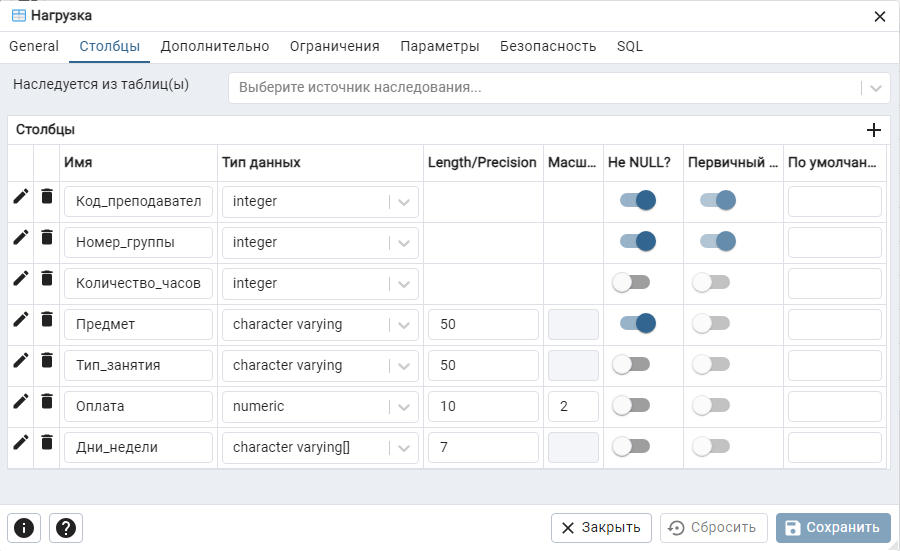 Нагрузка
General Столбцы Дополнительно Ограничения Параметры Безопасность SQL
Наследуется из таблиц(ы) Выберите источник наследования...
Столбцы
Имя Тип данных Length/Precision Масш... Не NULL? Первичный ... По умолчан...
Код_преподавател integer
Номер_группы integer
Количество_часов integer
Предмет character varying 50
Тип_занятия character varying 50
Оплата numeric 10 2
Дни_недели character varying[] 7
Закрыть Сбросить Сохранить